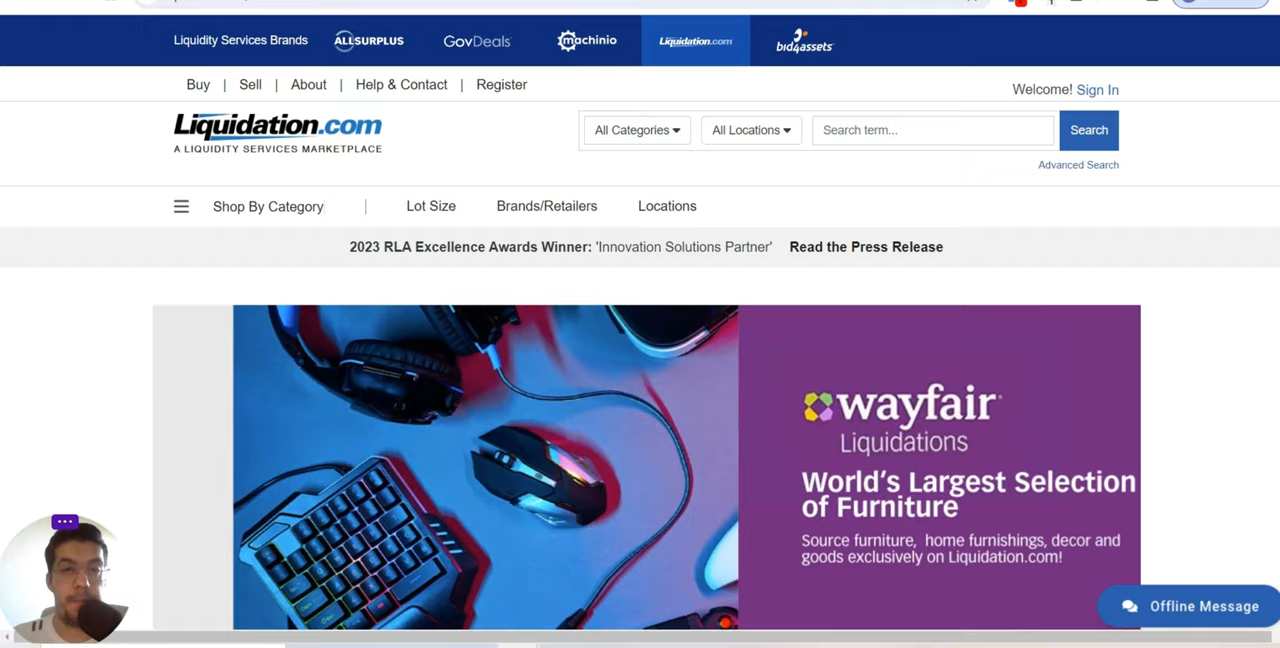 Liquidity Services Brands
ALLSURPLUS
GovDeals
machinio
Liquidation.com
bid4assets
Buy | Sell | About | Help & Contact | Register
Welcome! Sign In
Liquidation.com
A LIQUIDITY SERVICES MARKETPLACE
All Categories
All Locations
Search term...
Search
Advanced Search
Shop By Category | Lot Size Brands/Retailers Locations
2023 RLA Excellence Awards Winner: 'Innovation Solutions Partner' Read the Press Release
wayfair
Liquidations
World's Largest Selection
of Furniture
Source furniture, home furnishings, decor and
goods exclusively on Liquidation.com!
Offline Message